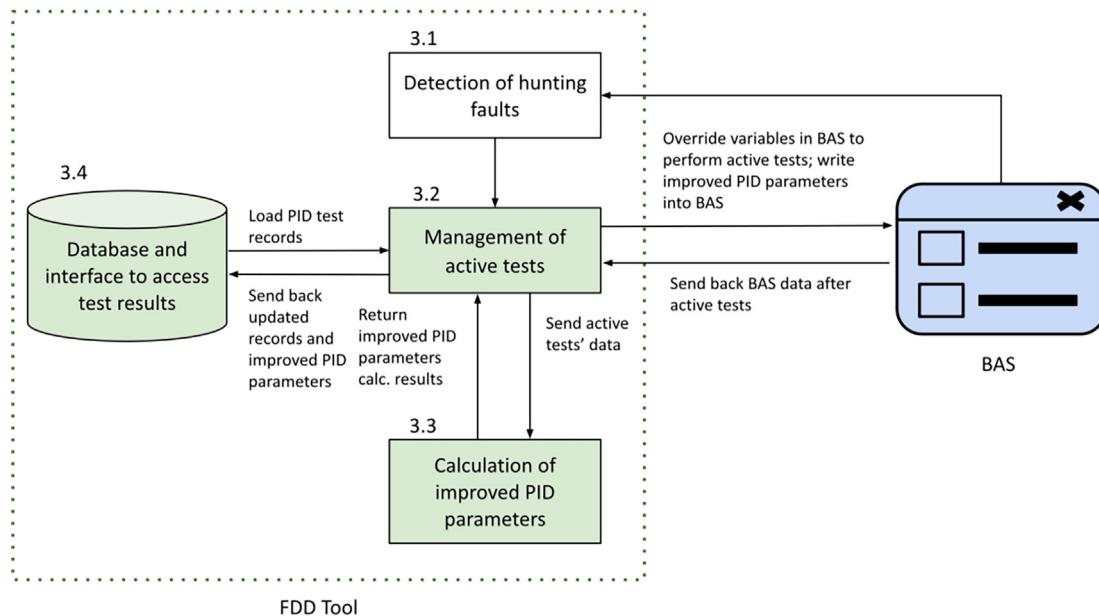 3.1
Detection of hunting
faults
Override variables in BAS to
perform active tests; write
improved PID parameters
into BAS
3.4
Database and
interface to access
test results
Load PID test
records
3.2
Management of
active tests
Send back
updated
records and
improved PID
parameters
Return
improved PID
parameters
calc. results
Send active
tests’ data
Send back BAS data after
active tests
BAS
3.3
Calculation of
improved PID
parameters
FDD Tool